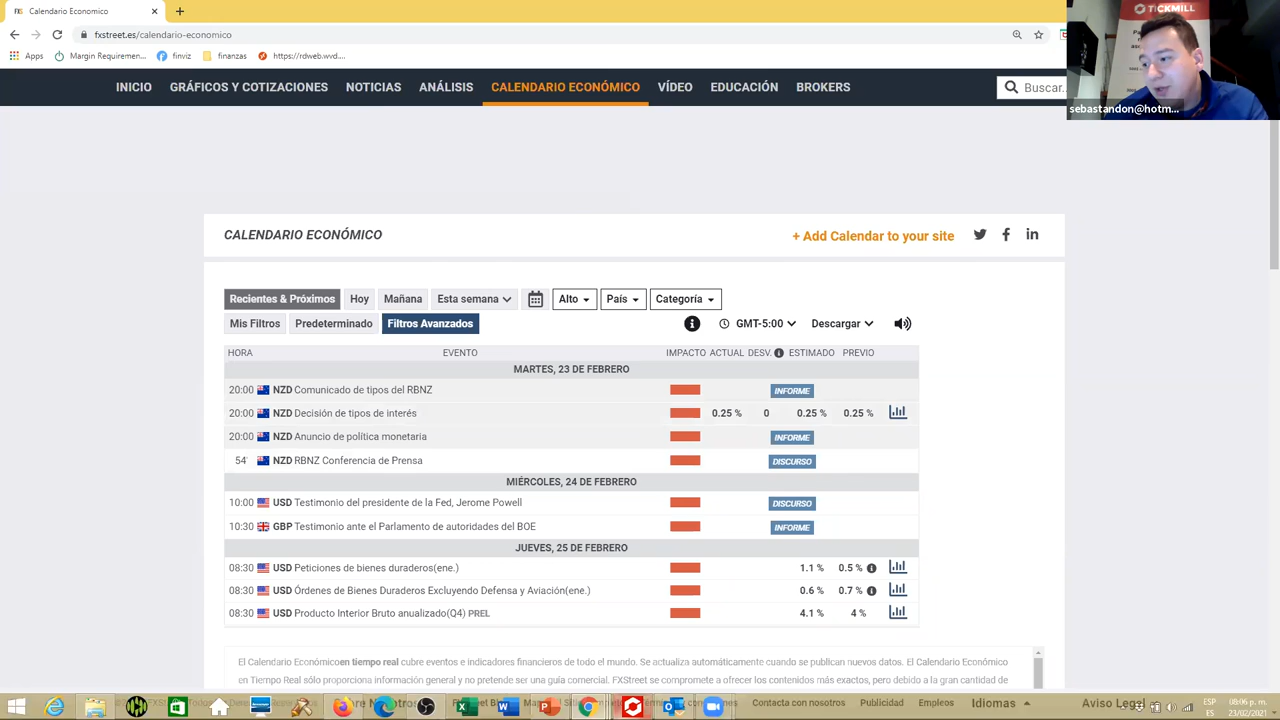 Calendario Economico
fxstreet.es/calendario-economico
Apps
Margin Requiremen...
finviz
finanzas
https://rdweb.wvd....
TICKMILL
sebastandon@hotm...
INICIO
GRÁFICOS Y COTIZACIONES
NOTICIAS
ANÁLISIS
CALENDARIO ECONÓMICO
VÍDEO
EDUCACIÓN
BROKERS
Buscar..
CALENDARIO ECONÓMICO
+ Add Calendar to your site
Recientes & Próximos
Hoy
Mañana
Esta semana
Alto
País
Categoría
Mis Filtros
Predeterminado
Filtros Avanzados
GMT-5:00
Descargar
HORA EVENTO IMPACTO ACTUAL DESV. ESTIMADO PREVIO
MARTES, 23 DE FEBRERO
20:00 NZD Comunicado de tipos del RBNZ INFORME
20:00 NZD Decisión de tipos de interés 0.25 % 0 0.25 % 0.25 %
20:00 NZD Anuncio de política monetaria INFORME
54' NZD RBNZ Conferencia de Prensa DISCURSO
MIÉRCOLES, 24 DE FEBRERO
10:00 USD Testimonio del presidente de la Fed, Jerome Powell DISCURSO
10:30 GBP Testimonio ante el Parlamento de autoridades del BOE INFORME
JUEVES, 25 DE FEBRERO
08:30 USD Peticiones de bienes duraderos(ene.) 1.1 % 0.5 %
08:30 USD Órdenes de Bienes Duraderos Excluyendo Defensa y Aviación(ene.) 0.6 % 0.7 %
08:30 USD Producto Interior Bruto anualizado(Q4) PREL 4.1 % 4 %
El Calendario Económicoen tiempo real cubre eventos e indicadores financieros de todo el mundo. Se actualiza automáticamente cuando se publican nuevos datos. El Calendario Económico
en Tiempo Real sólo proporciona información general y no pretende ser una guía comercial. FXStreet se compromete a ofrecer los contenidos más exactos, pero debido a la gran cantidad de
Contacta con nosotros
Publicidad
Empleos
Idiomas
Aviso Legal
ESP
ES
08:06 p. m.
23/02/2021